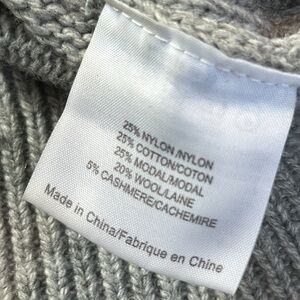 25% NYLON/NYLON
25% COTTON/COTON
25% MODAL/MODAL
20% WOOL/LAINE
5% CASHMERE/CACHEMIRE
Made in China/Fabrique en Chine